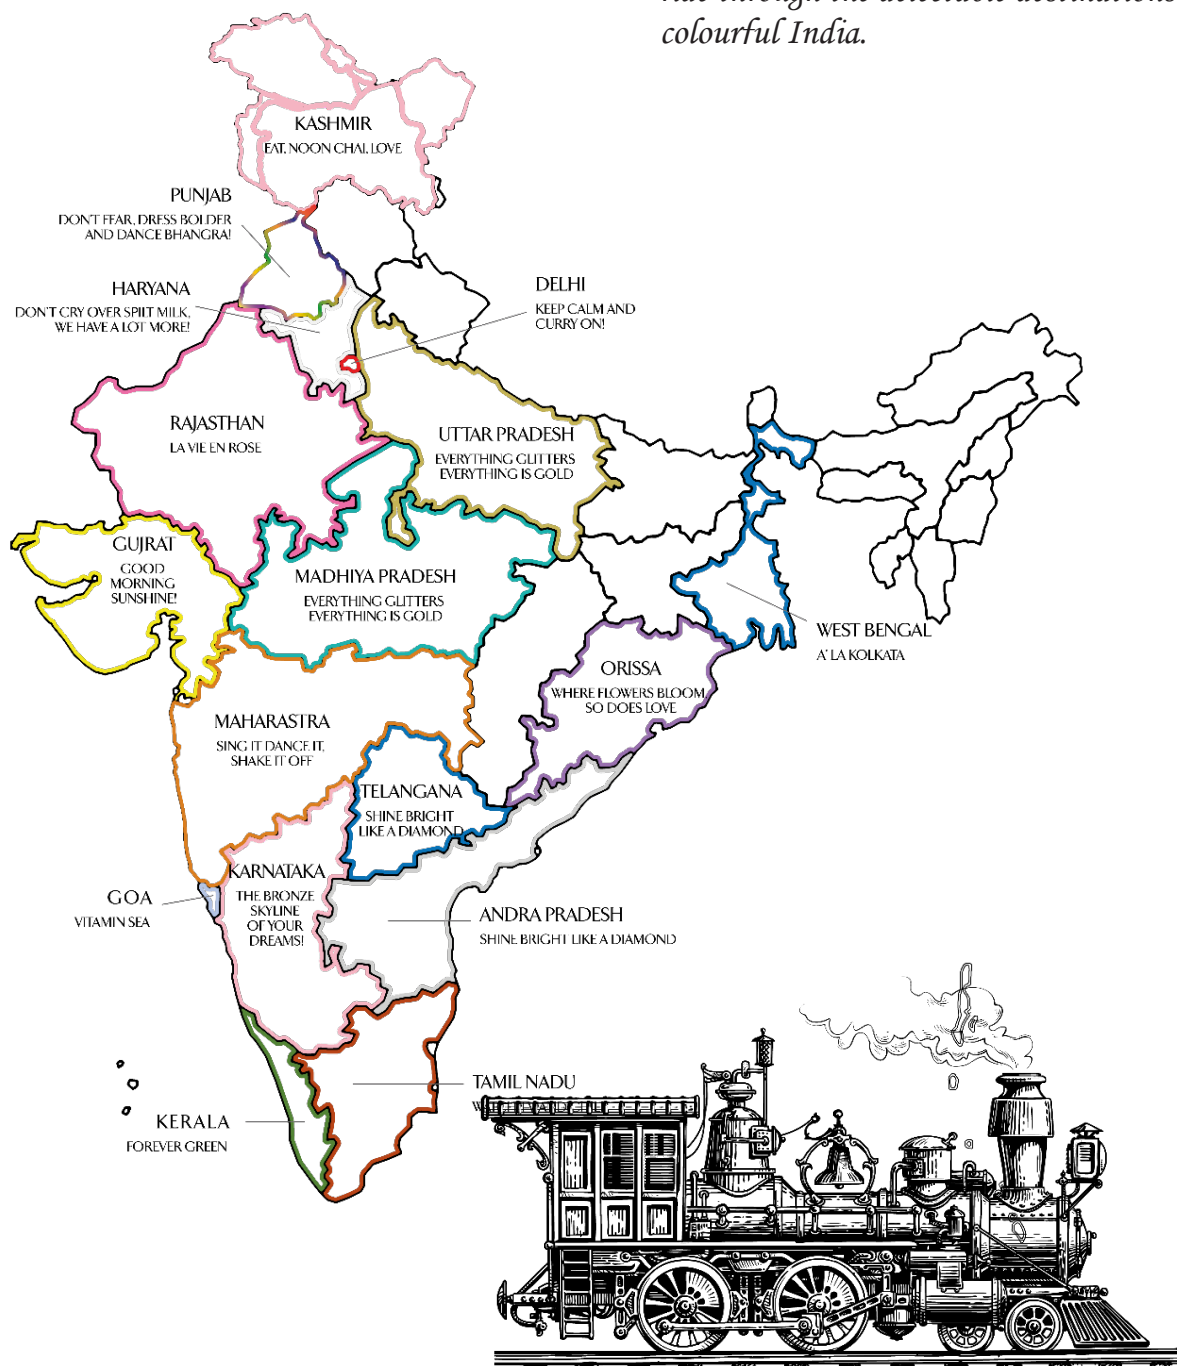 ride through the delectable destinations
colourful India.
KASHMIR
EAT, NOON CHAI, LOVE
PUNJAB
DON'T FEAR, DRESS BOLDER
AND DANCE BHANGRA!
HARYANA
DON'T CRY OVER SPILT MILK,
WE HAVE A LOT MORE!
DELHI
KEEP CALM AND
CURRY ON!
RAJASTHAN
LA VIE EN ROSE
UTTAR PRADESH
EVERYTHING GLITTERS
EVERYTHING IS GOLD
GUJRAT
GOOD
MORNING
SUNSHINE!
MADHIYA PRADESH
EVERYTHING GLITTERS
EVERYTHING IS GOLD
WEST BENGAL
A' LA KOLKATA
ORISSA
WHERE FLOWERS BLOOM
SO DOES LOVE
MAHARASTRA
SING IT DANCE IT,
SHAKE IT OFF
TELANGANA
SHINE BRIGHT
LIKE A DIAMOND
KARNATAKA
THE BRONZE
SKYLINE
OF YOUR
DREAMS!
GOA
VITAMIN SEA
ANDRA PRADESH
SHINE BRIGHT LIKE A DIAMOND
TAMIL NADU
KERALA
FOREVER GREEN